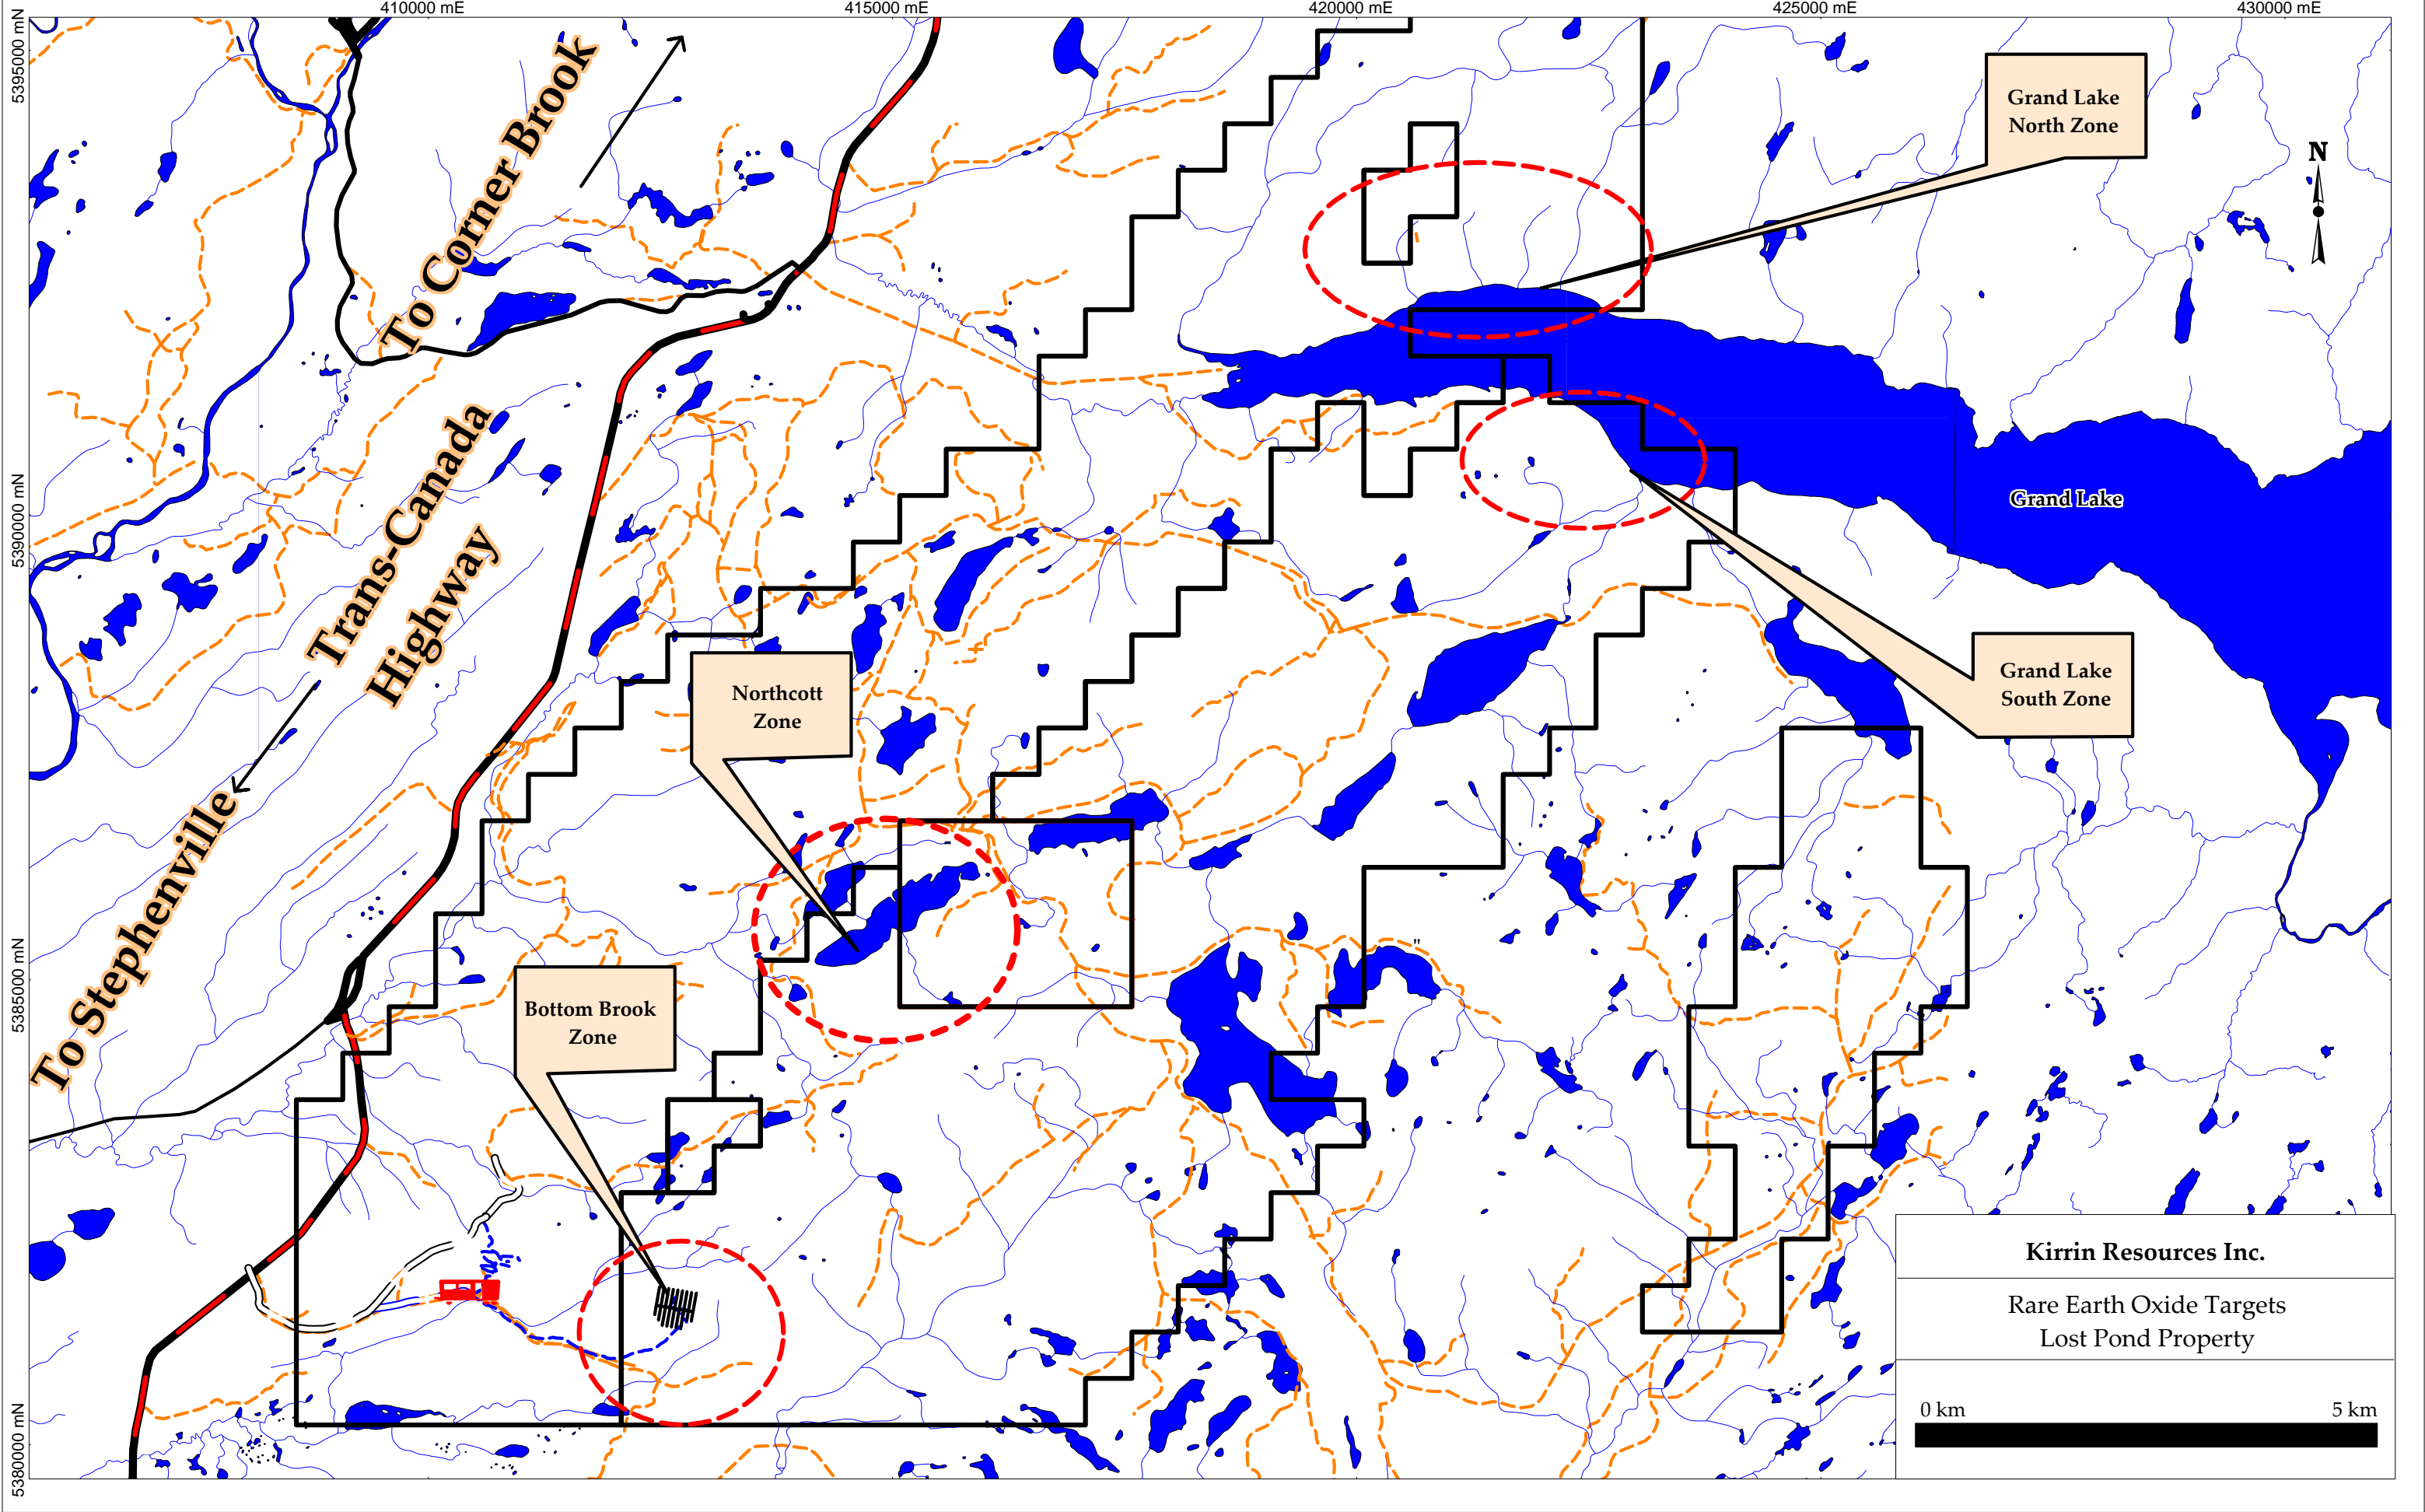 410000 mE
415000 mE
420000 mE
425000 mE
430000 mE
5395000 mN
5390000 mN
5385000 mN
5380000 mN
To Corner Brook
Trans-Canada
Highway
To Stephenville
Grand Lake
North Zone
N
Grand Lake
Grand Lake
South Zone
Northcott
Zone
Bottom Brook
Zone
"
Kirrin Resources Inc.
Rare Earth Oxide Targets
Lost Pond Property
0 km
5 km